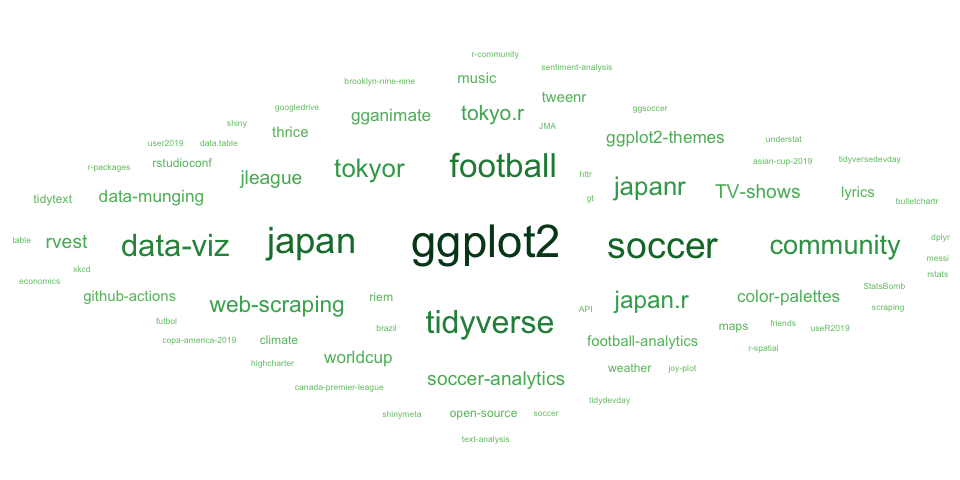 r-community
sentiment-analysis
brooklyn-nine-nine
music
tweenr
googledrive
gganimate
tokyo.r
ggsoccer
shiny
thrice
JMA
ggplot2-themes
understat
user2019
data.table
r-packages
rstudioconf
tokyor
football
asian-cup-2019
tidyversedevday
jleague
httr
japanr
TV-shows
lyrics
tidytext
data-munging
gt
bulletchartr
table
rvest
data-viz
japan
ggplot2
soccer
community
dplyr
xkcd
messi
rstats
economics
github-actions
web-scraping
riem
API
japan.r
color-palettes
StatsBomb
scraping
futbol
brazil
tidyverse
maps
friends
useR2019
copa-america-2019
climate
football-analytics
r-spatial
highcharter
worldcup
weather
joy-plot
canada-premier-league
soccer-analytics
tidydevday
shinymeta
open-source
soccer
text-analysis